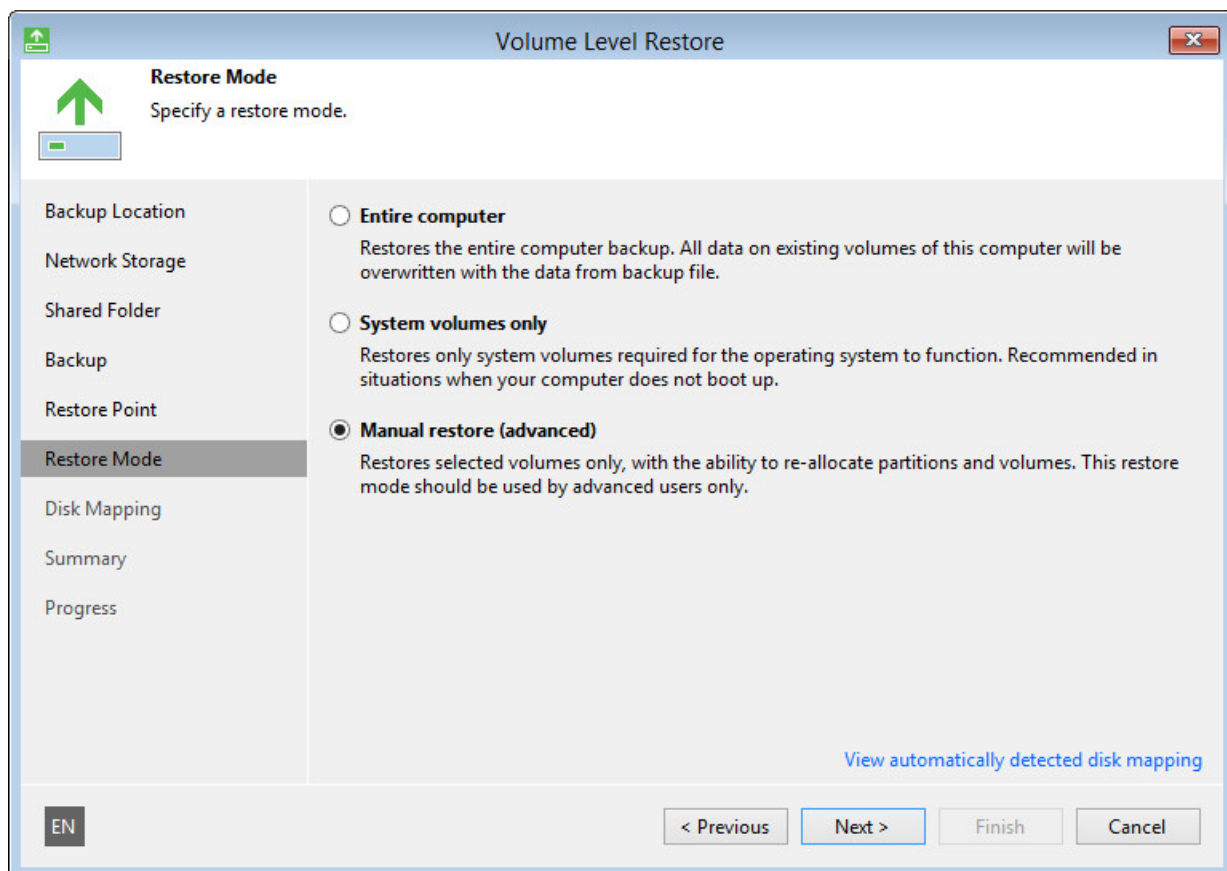 Volume Level Restore
Restore Mode
Specify a restore mode.
Backup Location
Network Storage
Shared Folder
Backup
Restore Point
Restore Mode
Disk Mapping
Summary
Progress
Entire computer
Restores the entire computer backup. All data on existing volumes of this computer will be
overwritten with the data from backup file.
System volumes only
Restores only system volumes required for the operating system to function. Recommended in
situations when your computer does not boot up.
Manual restore (advanced)
Restores selected volumes only, with the ability to re-allocate partitions and volumes. This restore
mode should be used by advanced users only.
View automatically detected disk mapping
EN
< Previous
Next >
Finish
Cancel